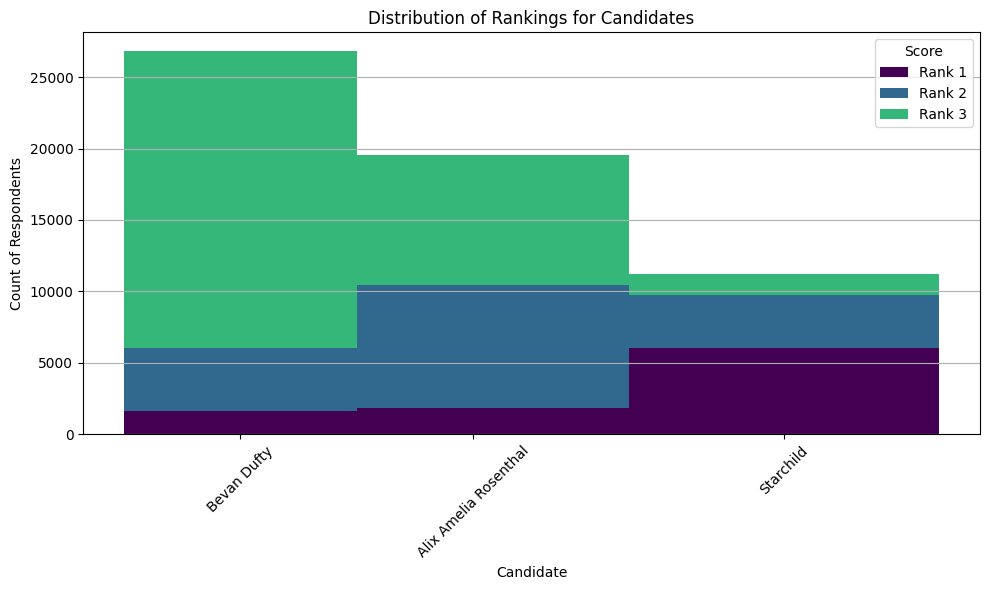 Distribution of Rankings for Candidates
Score
Rank 1
Rank 2
Rank 3
Count of Respondents
25000
20000
15000
10000
5000
0
Bevan Dufty
Alix Amelia Rosenthal
Starchild
Candidate